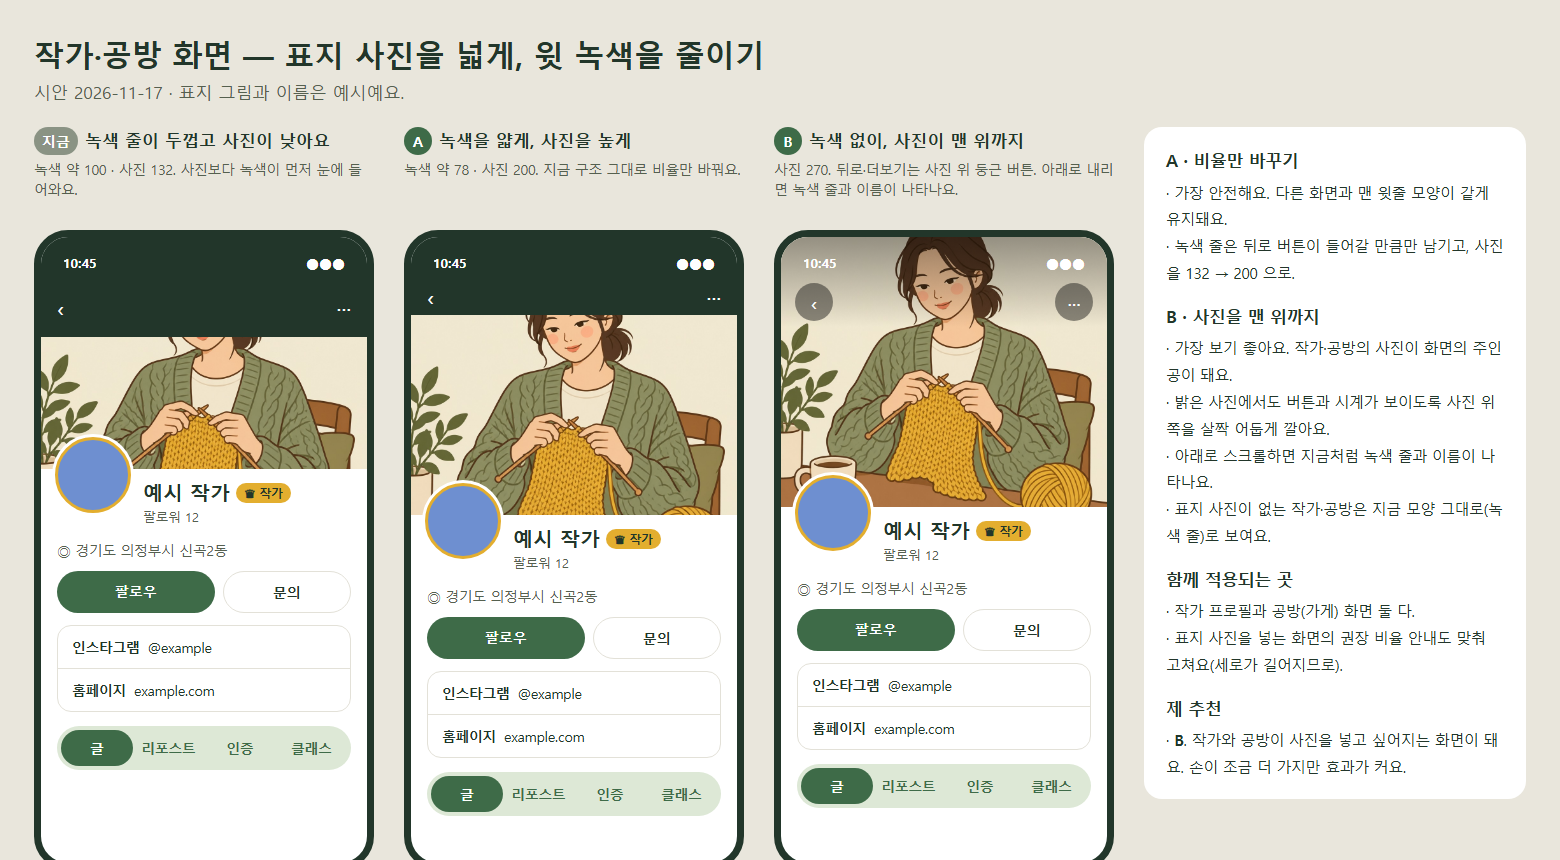 작가·공방 화면 — 표지 사진을 넓게, 윗 녹색을 줄이기
시안 2026-11-17 · 표지 그림과 이름은 예시예요.
지금 녹색 줄이 두껍고 사진이 낮아요
녹색 약 100 · 사진 132. 사진보다 녹색이 먼저 눈에 들
어와요.
10:45
‹ ···
예시 작가 ♛ 작가
팔로워 12
◎ 경기도 의정부시 신곡2동
팔로우 문의
인스타그램 @example
홈페이지 example.com
글 리포스트 인증 클래스
A 녹색을 얇게, 사진을 높게
녹색 약 78 · 사진 200. 지금 구조 그대로 비율만 바꿔요.
10:45
‹ ···
예시 작가 ♛ 작가
팔로워 12
◎ 경기도 의정부시 신곡2동
팔로우 문의
인스타그램 @example
홈페이지 example.com
글 리포스트 인증 클래스
B 녹색 없이, 사진이 맨 위까지
사진 270. 뒤로·더보기는 사진 위 둥근 버튼. 아래로 내리
면 녹색 줄과 이름이 나타나요.
10:45
‹ ···
예시 작가 ♛ 작가
팔로워 12
◎ 경기도 의정부시 신곡2동
팔로우 문의
인스타그램 @example
홈페이지 example.com
글 리포스트 인증 클래스
A · 비율만 바꾸기
· 가장 안전해요. 다른 화면과 맨 윗줄 모양이 같게
유지돼요.
· 녹색 줄은 뒤로 버튼이 들어갈 만큼만 남기고, 사진
을 132 → 200 으로.
B · 사진을 맨 위까지
· 가장 보기 좋아요. 작가·공방의 사진이 화면의 주인
공이 돼요.
· 밝은 사진에서도 버튼과 시계가 보이도록 사진 위
쪽을 살짝 어둡게 깔아요.
· 아래로 스크롤하면 지금처럼 녹색 줄과 이름이 나
타나요.
· 표지 사진이 없는 작가·공방은 지금 모양 그대로(녹
색 줄)로 보여요.
함께 적용되는 곳
· 작가 프로필과 공방(가게) 화면 둘 다.
· 표지 사진을 넣는 화면의 권장 비율 안내도 맞춰
고쳐요(세로가 길어지므로).
제 추천
· B. 작가와 공방이 사진을 넣고 싶어지는 화면이 돼
요. 손이 조금 더 가지만 효과가 커요.